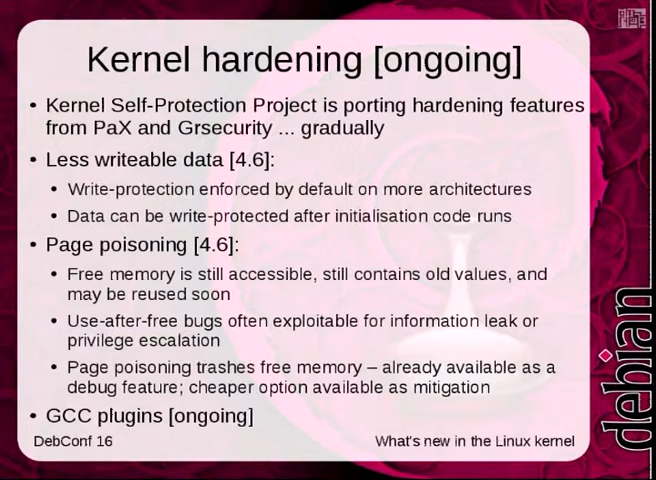 Kernel hardening [ongoing]
• Kernel Self-Protection Project is porting hardening features
from PaX and Grsecurity ... gradually
• Less writeable data [4.6]:
• Write-protection enforced by default on more architectures
• Data can be write-protected after initialisation code runs
• Page poisoning [4.6]:
• Free memory is still accessible, still contains old values, and
may be reused soon
• Use-after-free bugs often exploitable for information leak or
privilege escalation
• Page poisoning trashes free memory – already available as a
debug feature; cheaper option available as mitigation
• GCC plugins [ongoing]
DebConf 16
What's new in the Linux kernel
debian